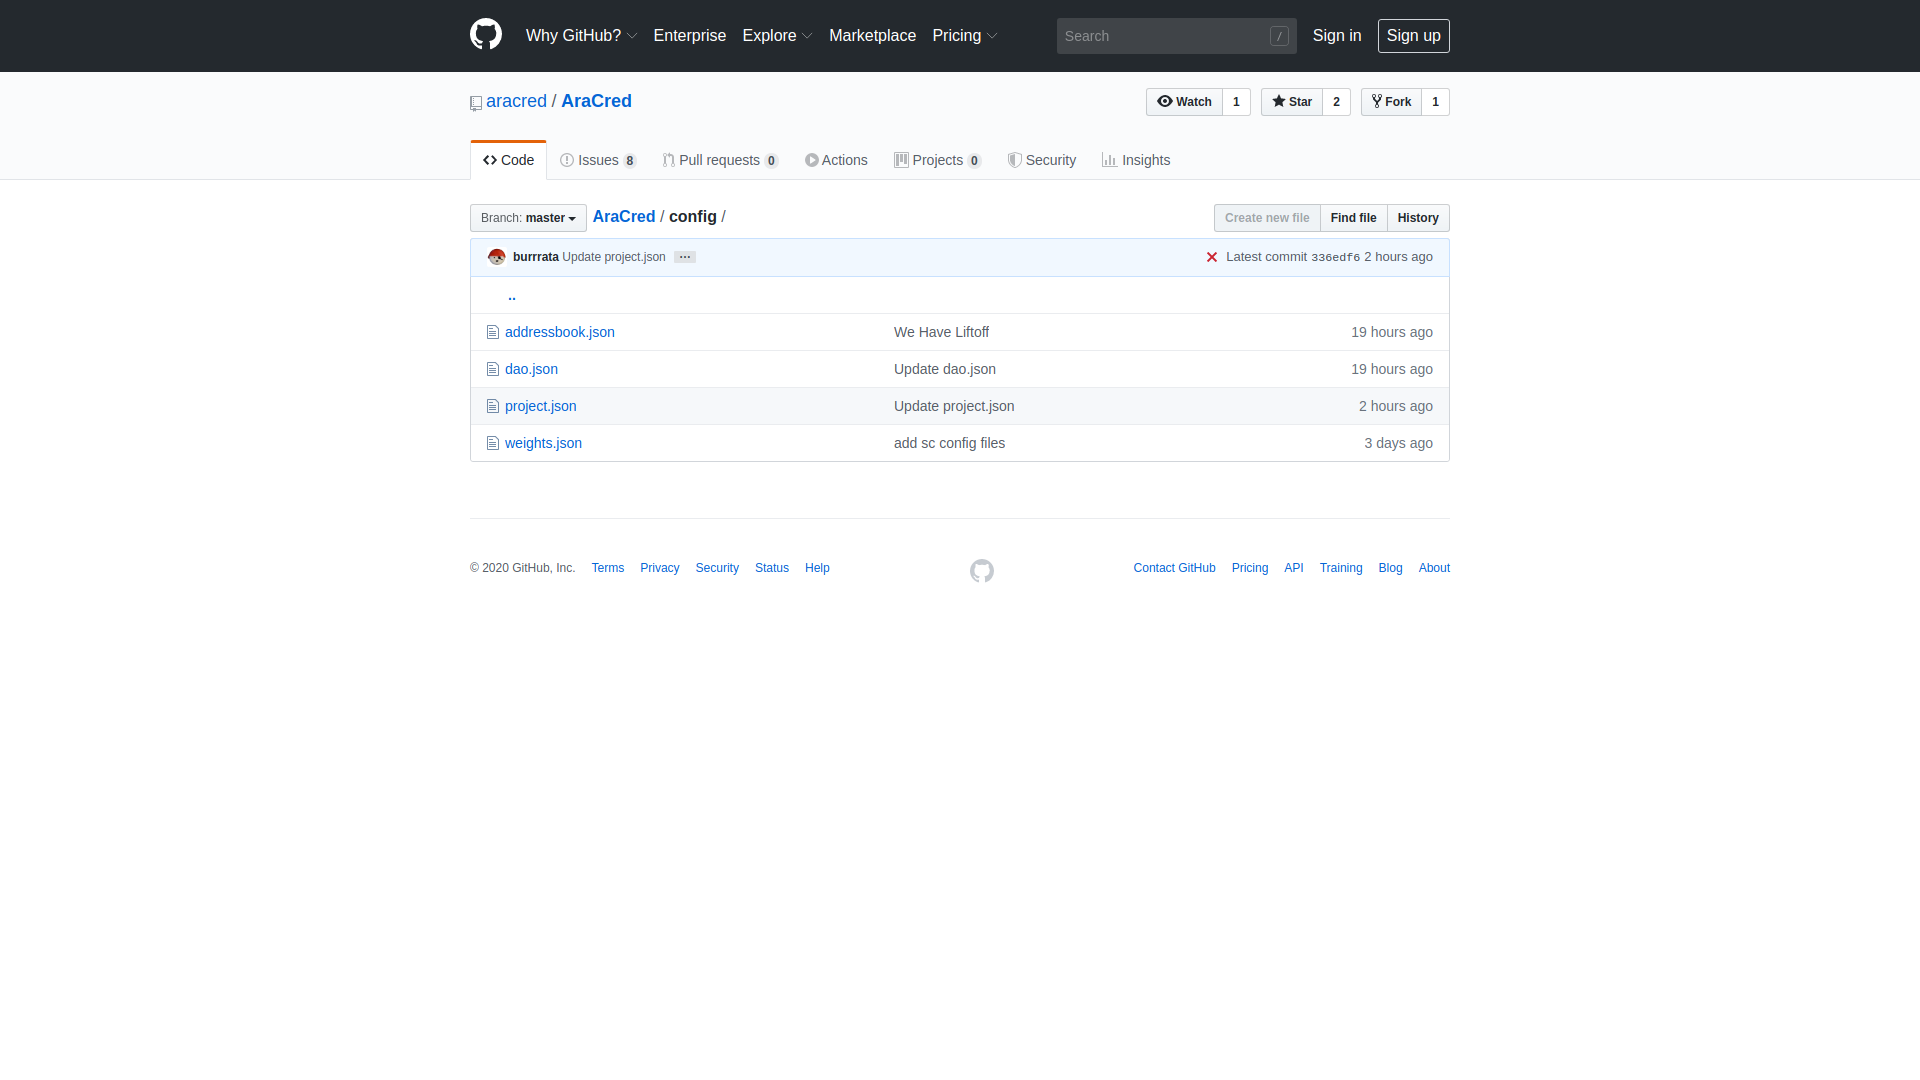 Why GitHub? Enterprise Explore Marketplace Pricing Search / Sign in Sign up
aracred / AraCred Watch 1 Star 2 Fork 1
Code Issues 8 Pull requests 0 Actions Projects 0 Security Insights
Branch: master AraCred / config / Create new file Find file History
burrrata Update project.json … Latest commit 336edf6 2 hours ago
..
addressbook.json We Have Liftoff 19 hours ago
dao.json Update dao.json 19 hours ago
project.json Update project.json 2 hours ago
weights.json add sc config files 3 days ago
© 2020 GitHub, Inc. Terms Privacy Security Status Help Contact GitHub Pricing API Training Blog About